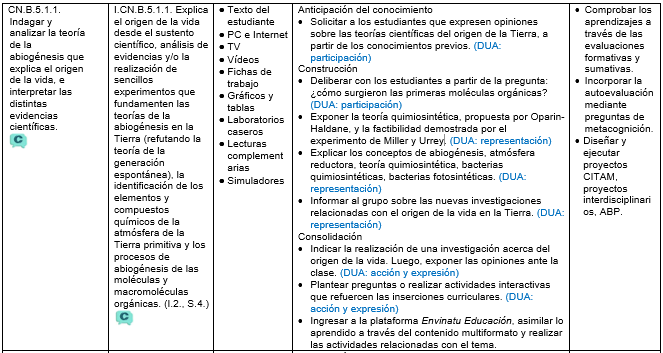 CN.B.5.1.1.
Indagar y
analizar la teoría
de la
abiogénesis que
explica el origen
de la vida, e
interpretar las
distintas
evidencias
científicas.
C
I.CN.B.5.1.1. Explica
el origen de la vida
desde el sustento
científico, análisis de
evidencias y/o la
realización de
sencillos
experimentos que
fundamenten las
teorías de la
abiogénesis en la
Tierra (refutando la
teoría de la
generación
espontánea), la
identificación de los
elementos y
compuestos
químicos de la
atmósfera de la
Tierra primitiva y los
procesos de
abiogénesis de las
moléculas y
macromoléculas
orgánicas. (I.2., S.4.)
C
• Texto del
estudiante
• PC e Internet
• TV
• Vídeos
• Fichas de
trabajo
• Gráficos y
tablas
• Laboratorios
caseros
• Lecturas
complement
arias
• Simuladores
Anticipación del conocimiento
• Solicitar a los estudiantes que expresen opiniones
sobre las teorías científicas del origen de la Tierra, a
partir de los conocimientos previos. (DUA:
participación)
Construcción
• Deliberar con los estudiantes a partir de la pregunta:
¿cómo surgieron las primeras moléculas orgánicas?
(DUA: participación)
• Exponer la teoría quimiosintética, propuesta por Oparin-
Haldane, y la factibilidad demostrada por el
experimento de Miller y Urrey. (DUA: representación)
• Explicar los conceptos de abiogénesis, atmósfera
reductora, teoría quimiosintética, bacterias
quimiosintéticas, bacterias fotosintéticas. (DUA:
representación)
• Informar al grupo sobre las nuevas investigaciones
relacionadas con el origen de la vida en la Tierra. (DUA:
representación)
Consolidación
• Indicar la realización de una investigación acerca del
origen de la vida. Luego, exponer las opiniones ante la
clase. (DUA: acción y expresión)
• Plantear preguntas o realizar actividades interactivas
que refuercen las inserciones curriculares. (DUA:
acción y expresión)
• Ingresar a la plataforma Envinatu Educación, asimilar lo
aprendido a través del contenido multiformato y realizar
las actividades relacionadas con el tema.
• Comprobar los
aprendizajes a
través de las
evaluaciones
formativas y
sumativas.
• Incorporar la
autoevaluación
mediante
preguntas de
metacognición.
• Diseñar y
ejecutar
proyectos
CITAM,
proyectos
interdisciplinari
os, ABP.